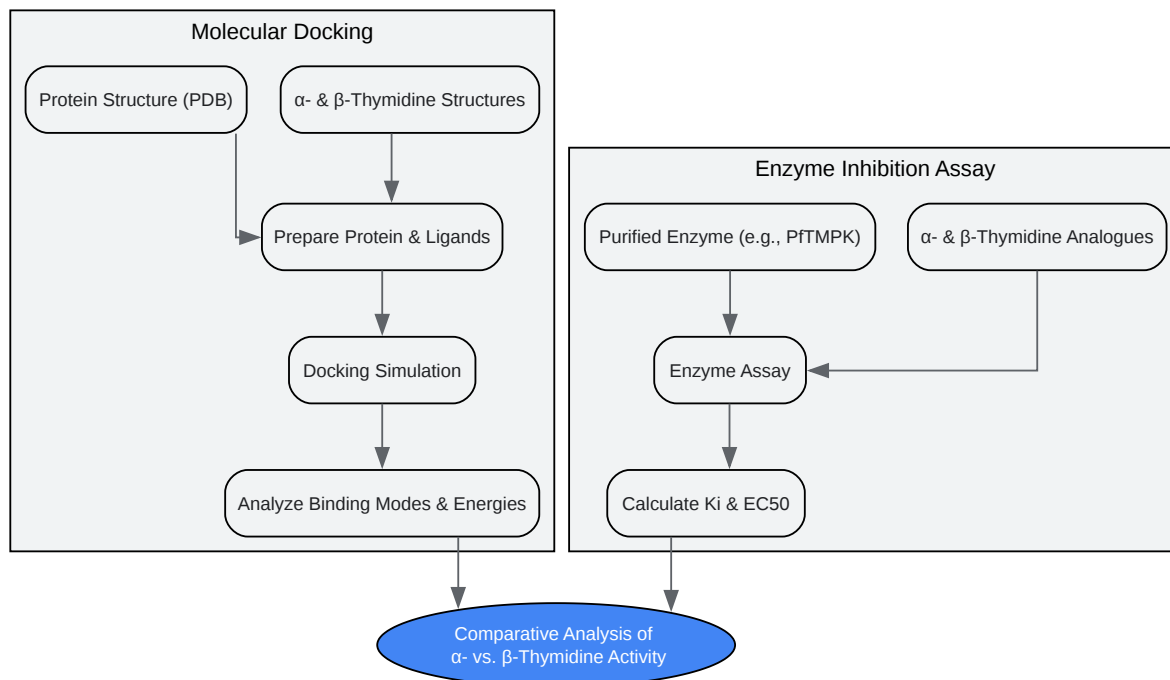 Molecular Docking
Protein Structure (PDB)
α- & β-Thymidine Structures
Prepare Protein & Ligands
Docking Simulation
Analyze Binding Modes & Energies
Enzyme Inhibition Assay
Purified Enzyme (e.g., PfTMPK)
α- & β-Thymidine Analogues
Enzyme Assay
Calculate Ki & EC50
Comparative Analysis of
α- vs. β-Thymidine Activity